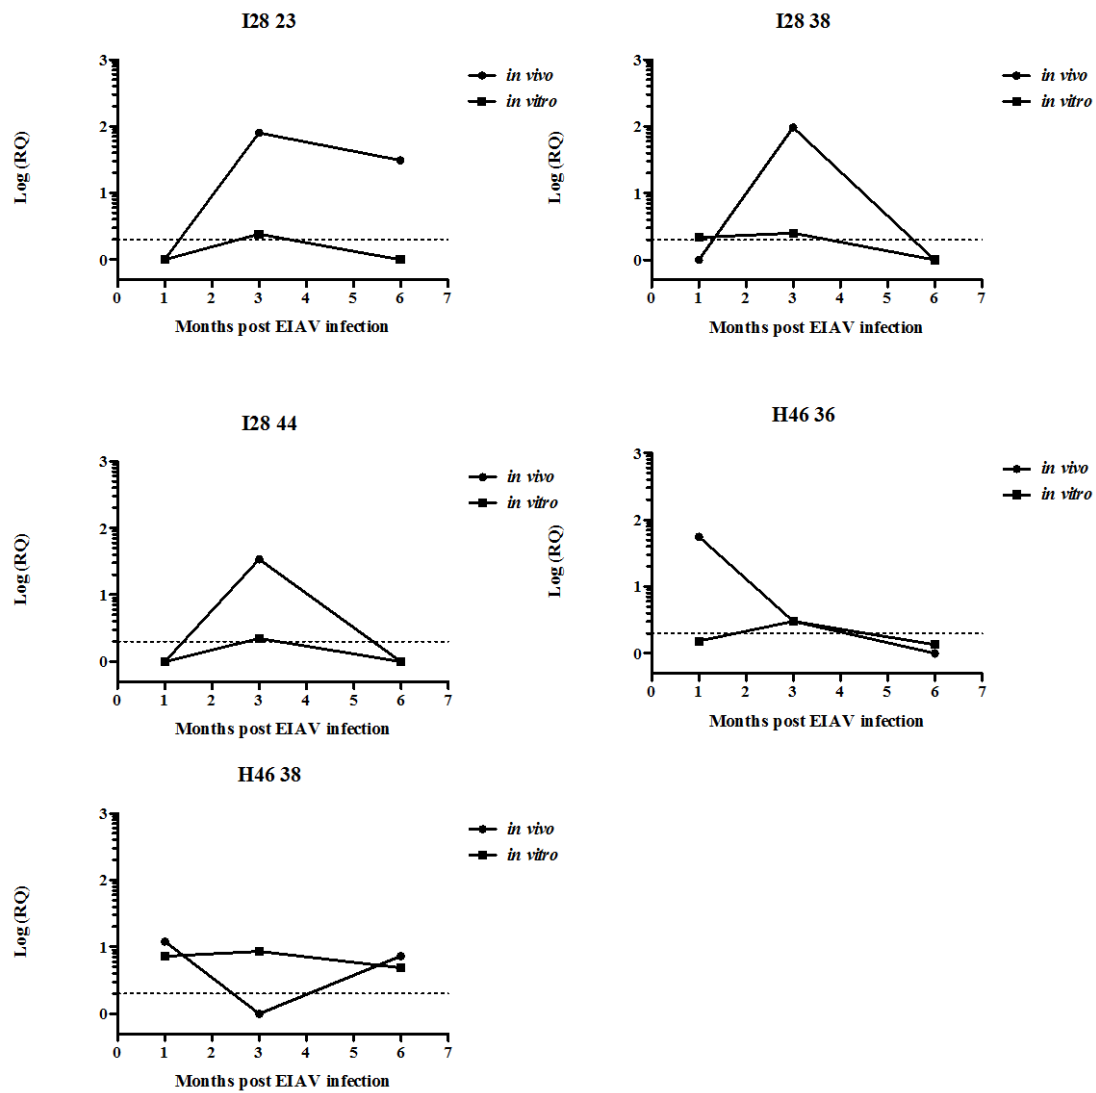 I28 23
3
2
1
0
Log (RQ)
0 1 2 3 4 5 6 7
Months post EIAV infection
in vivo
in vitro
I28 38
3
2
1
0
Log (RQ)
0 1 2 3 4 5 6 7
Months post EIAV infection
in vivo
in vitro
I28 44
3
2
1
0
Log (RQ)
0 1 2 3 4 5 6 7
Months post EIAV infection
in vivo
in vitro
H46 36
3
2
1
0
Log (RQ)
0 1 2 3 4 5 6 7
Months post EIAV infection
in vivo
in vitro
H46 38
3
2
1
0
Log (RQ)
0 1 2 3 4 5 6 7
Months post EIAV infection
in vivo
in vitro